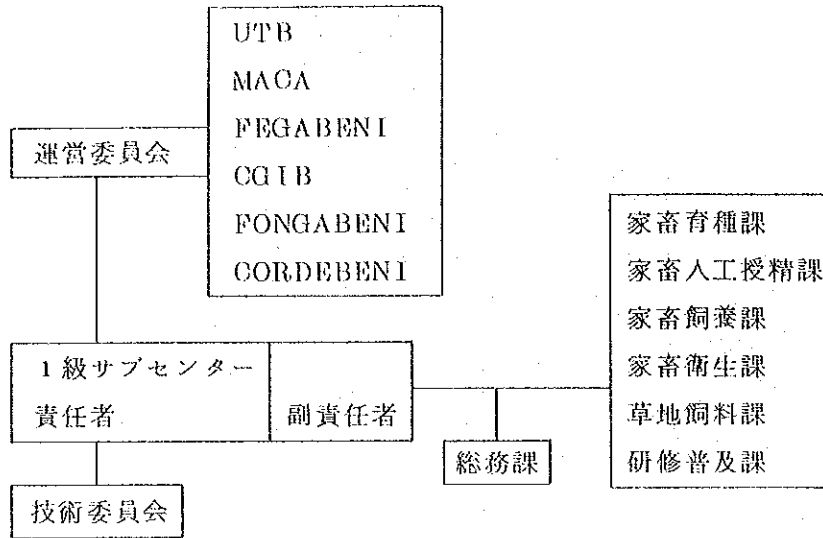 UTB
MACA
FEGABENI
CGIB
FONGABENI
CORDEBENI
運営委員会
1級サブセンター
責任者
副責任者
総務課
技術委員会
家畜育種課
家畜人工授精課
家畜飼養課
家畜衛生課
草地飼料課
研修普及課